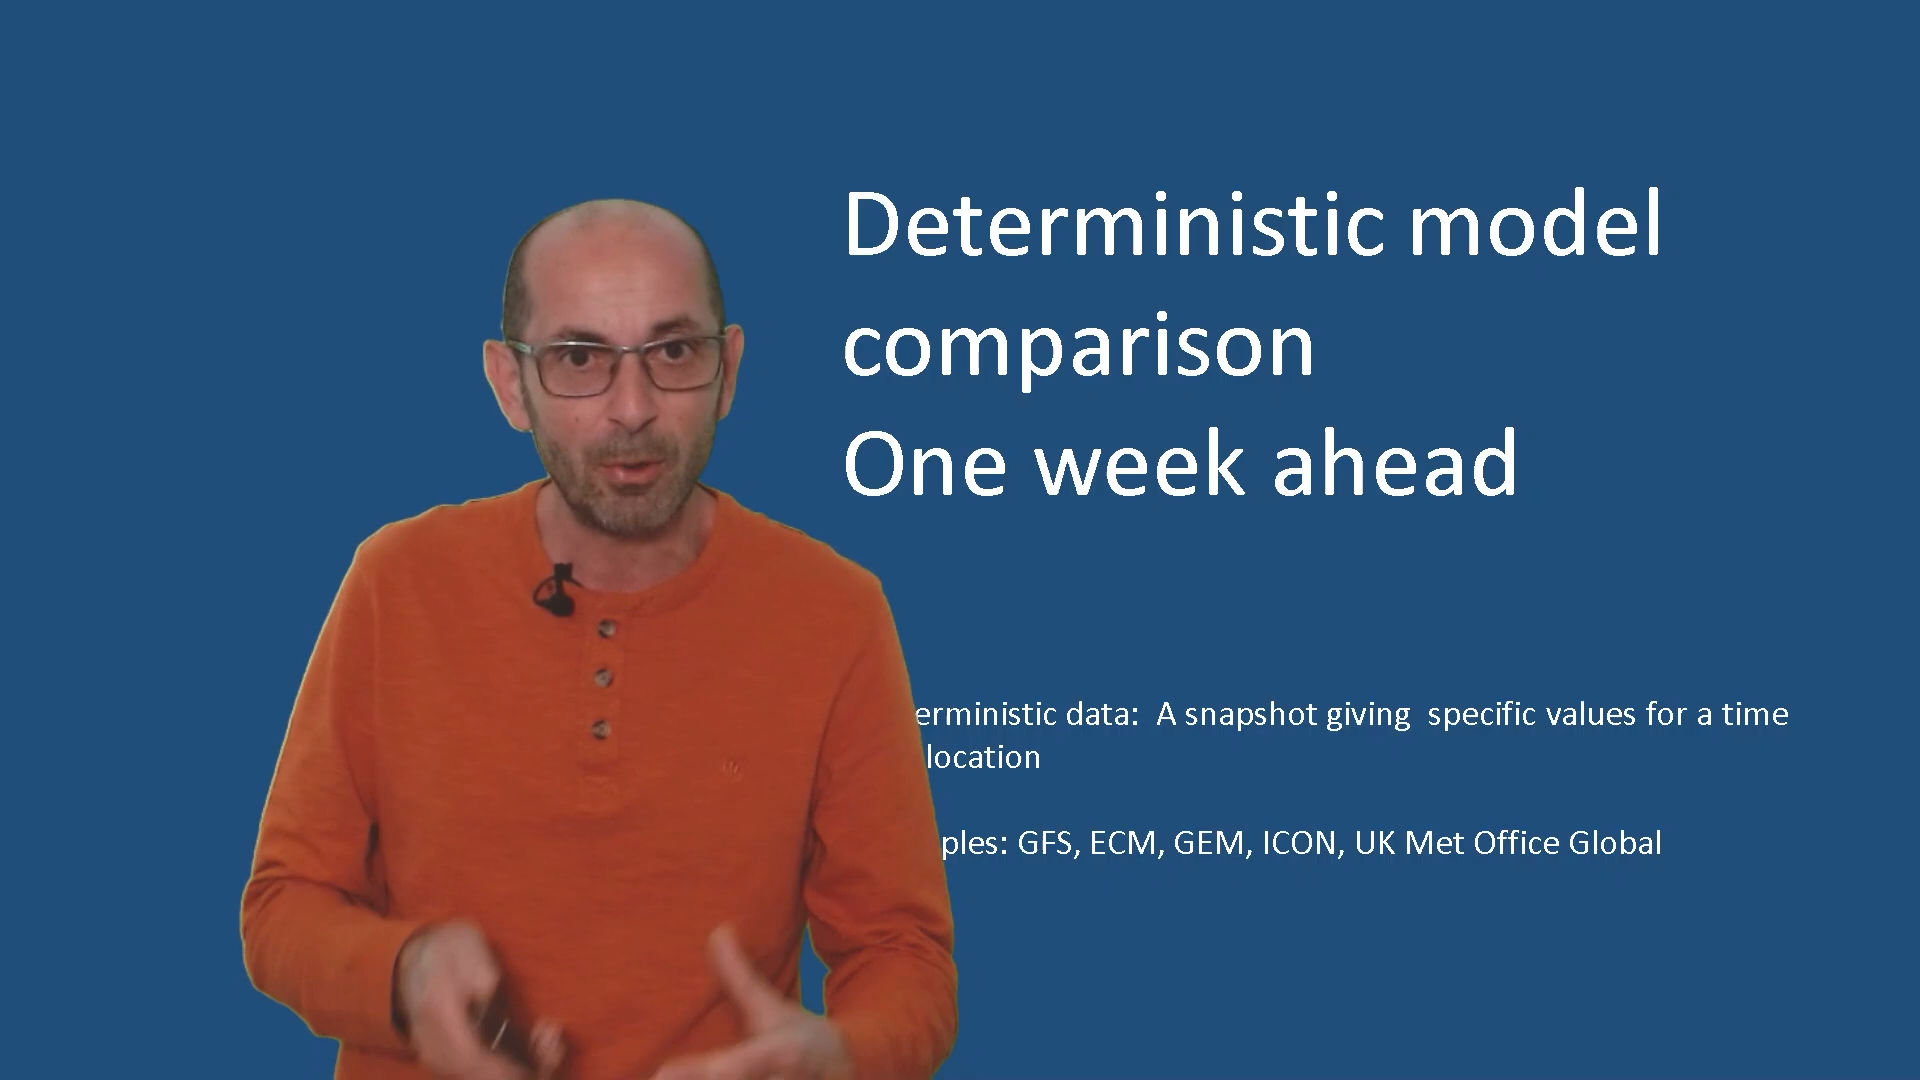 Deterministic model
comparison
One week ahead
erministic data: A snapshot giving specific values for a time
location
ples: GFS, ECM, GEM, ICON, UK Met Office Global